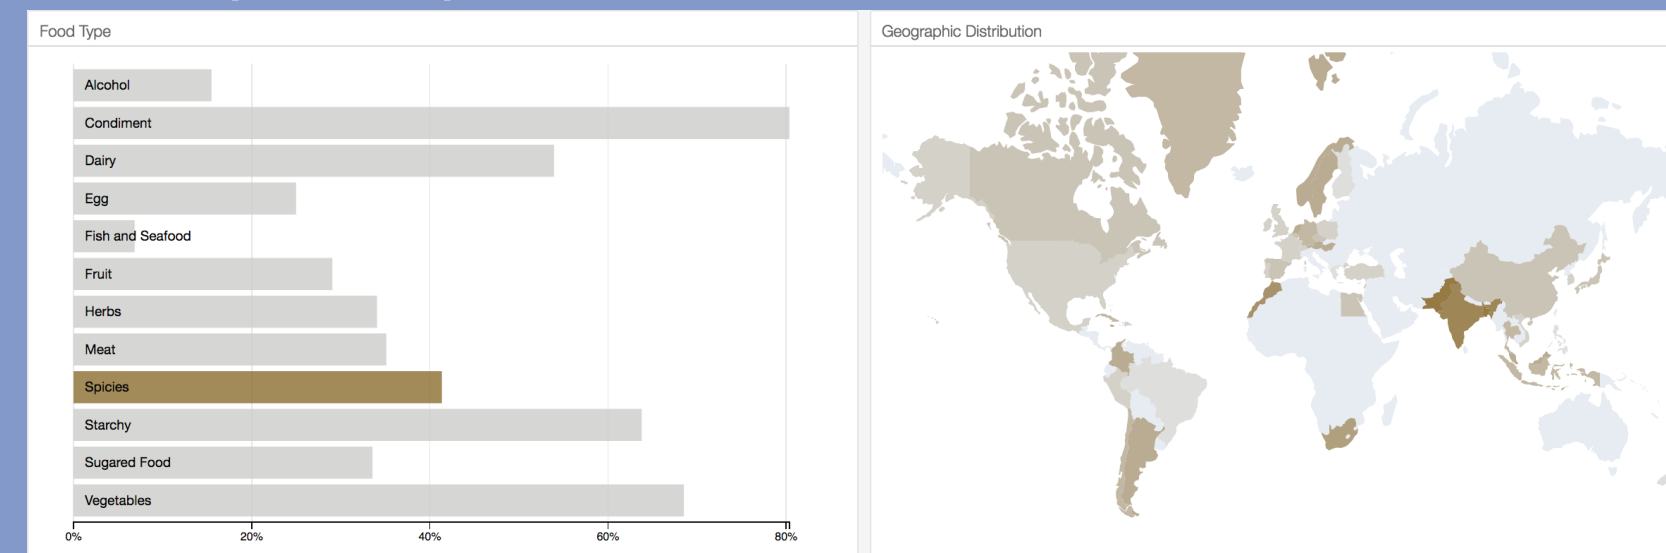 Food Type
Alcohol
Condiment
Dairy
Egg
Fish and Seafood
Fruit
Herbs
Meat
Spicies
Starchy
Sugared Food
Vegetables
0% 20% 40% 60% 80%
Geographic Distribution